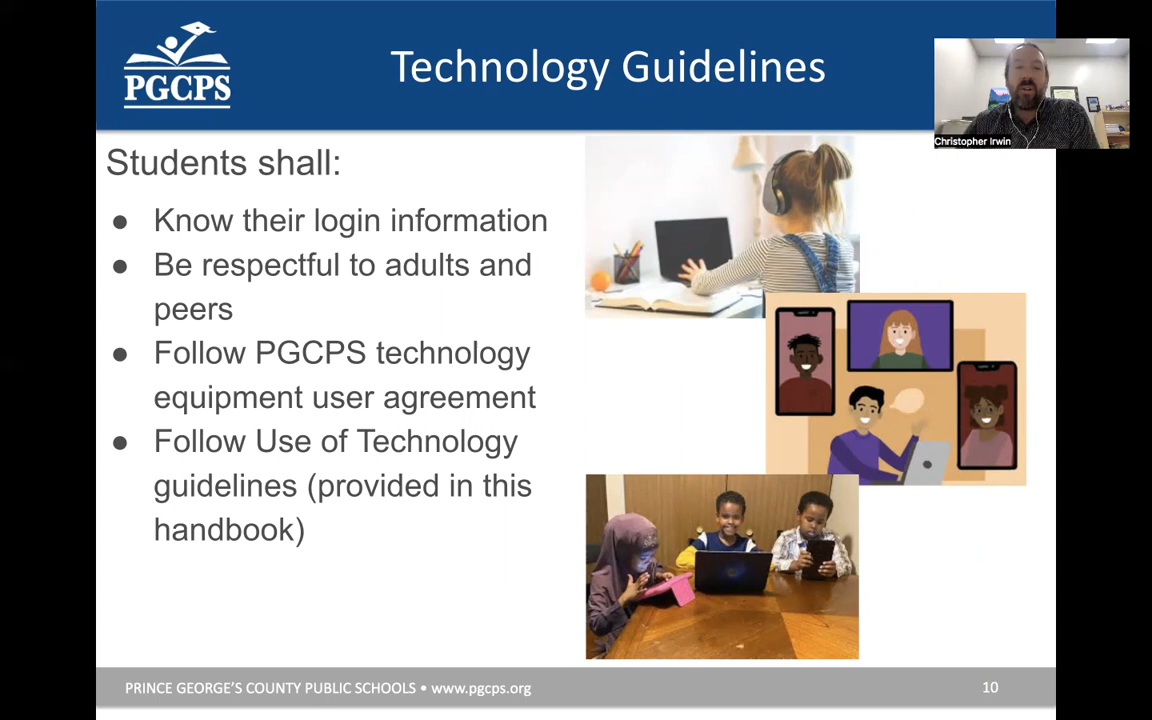 PGCPS
Technology Guidelines
Christopher Irwin
Students shall:
● Know their login information
● Be respectful to adults and
peers
● Follow PGCPS technology
equipment user agreement
● Follow Use of Technology
guidelines (provided in this
handbook)
PRINCE GEORGE'S COUNTY PUBLIC SCHOOLS • www.pgcps.org
10